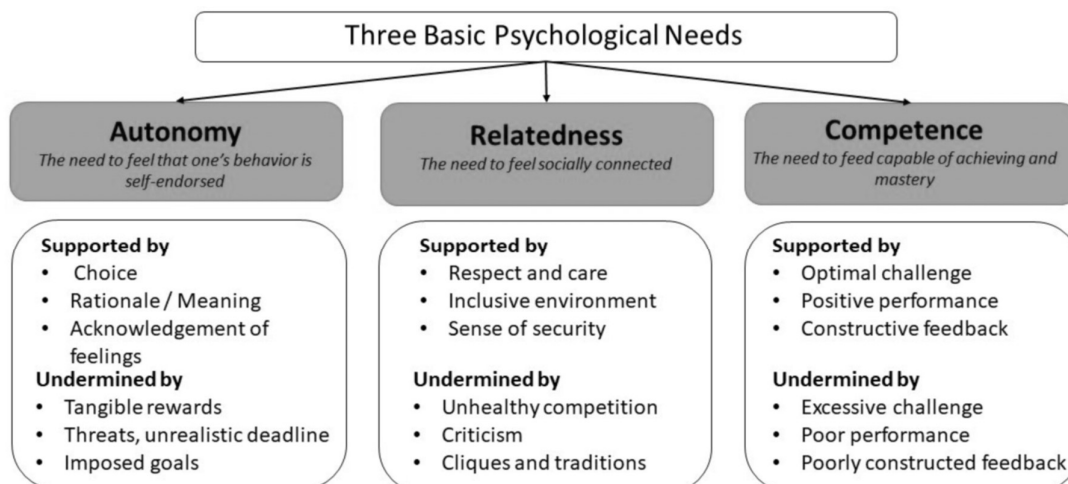 Three Basic Psychological Needs
Autonomy
The need to feel that one's behavior is
self-endorsed
Supported by
• Choice
• Rationale / Meaning
• Acknowledgement of
feelings
Undermined by
• Tangible rewards
• Threats, unrealistic deadline
• Imposed goals
Relatedness
The need to feel socially connected
Supported by
• Respect and care
• Inclusive environment
• Sense of security
Undermined by
• Unhealthy competition
• Criticism
• Cliques and traditions
Competence
The need to feed capable of achieving and
mastery
Supported by
• Optimal challenge
• Positive performance
• Constructive feedback
Undermined by
• Excessive challenge
• Poor performance
• Poorly constructed feedback